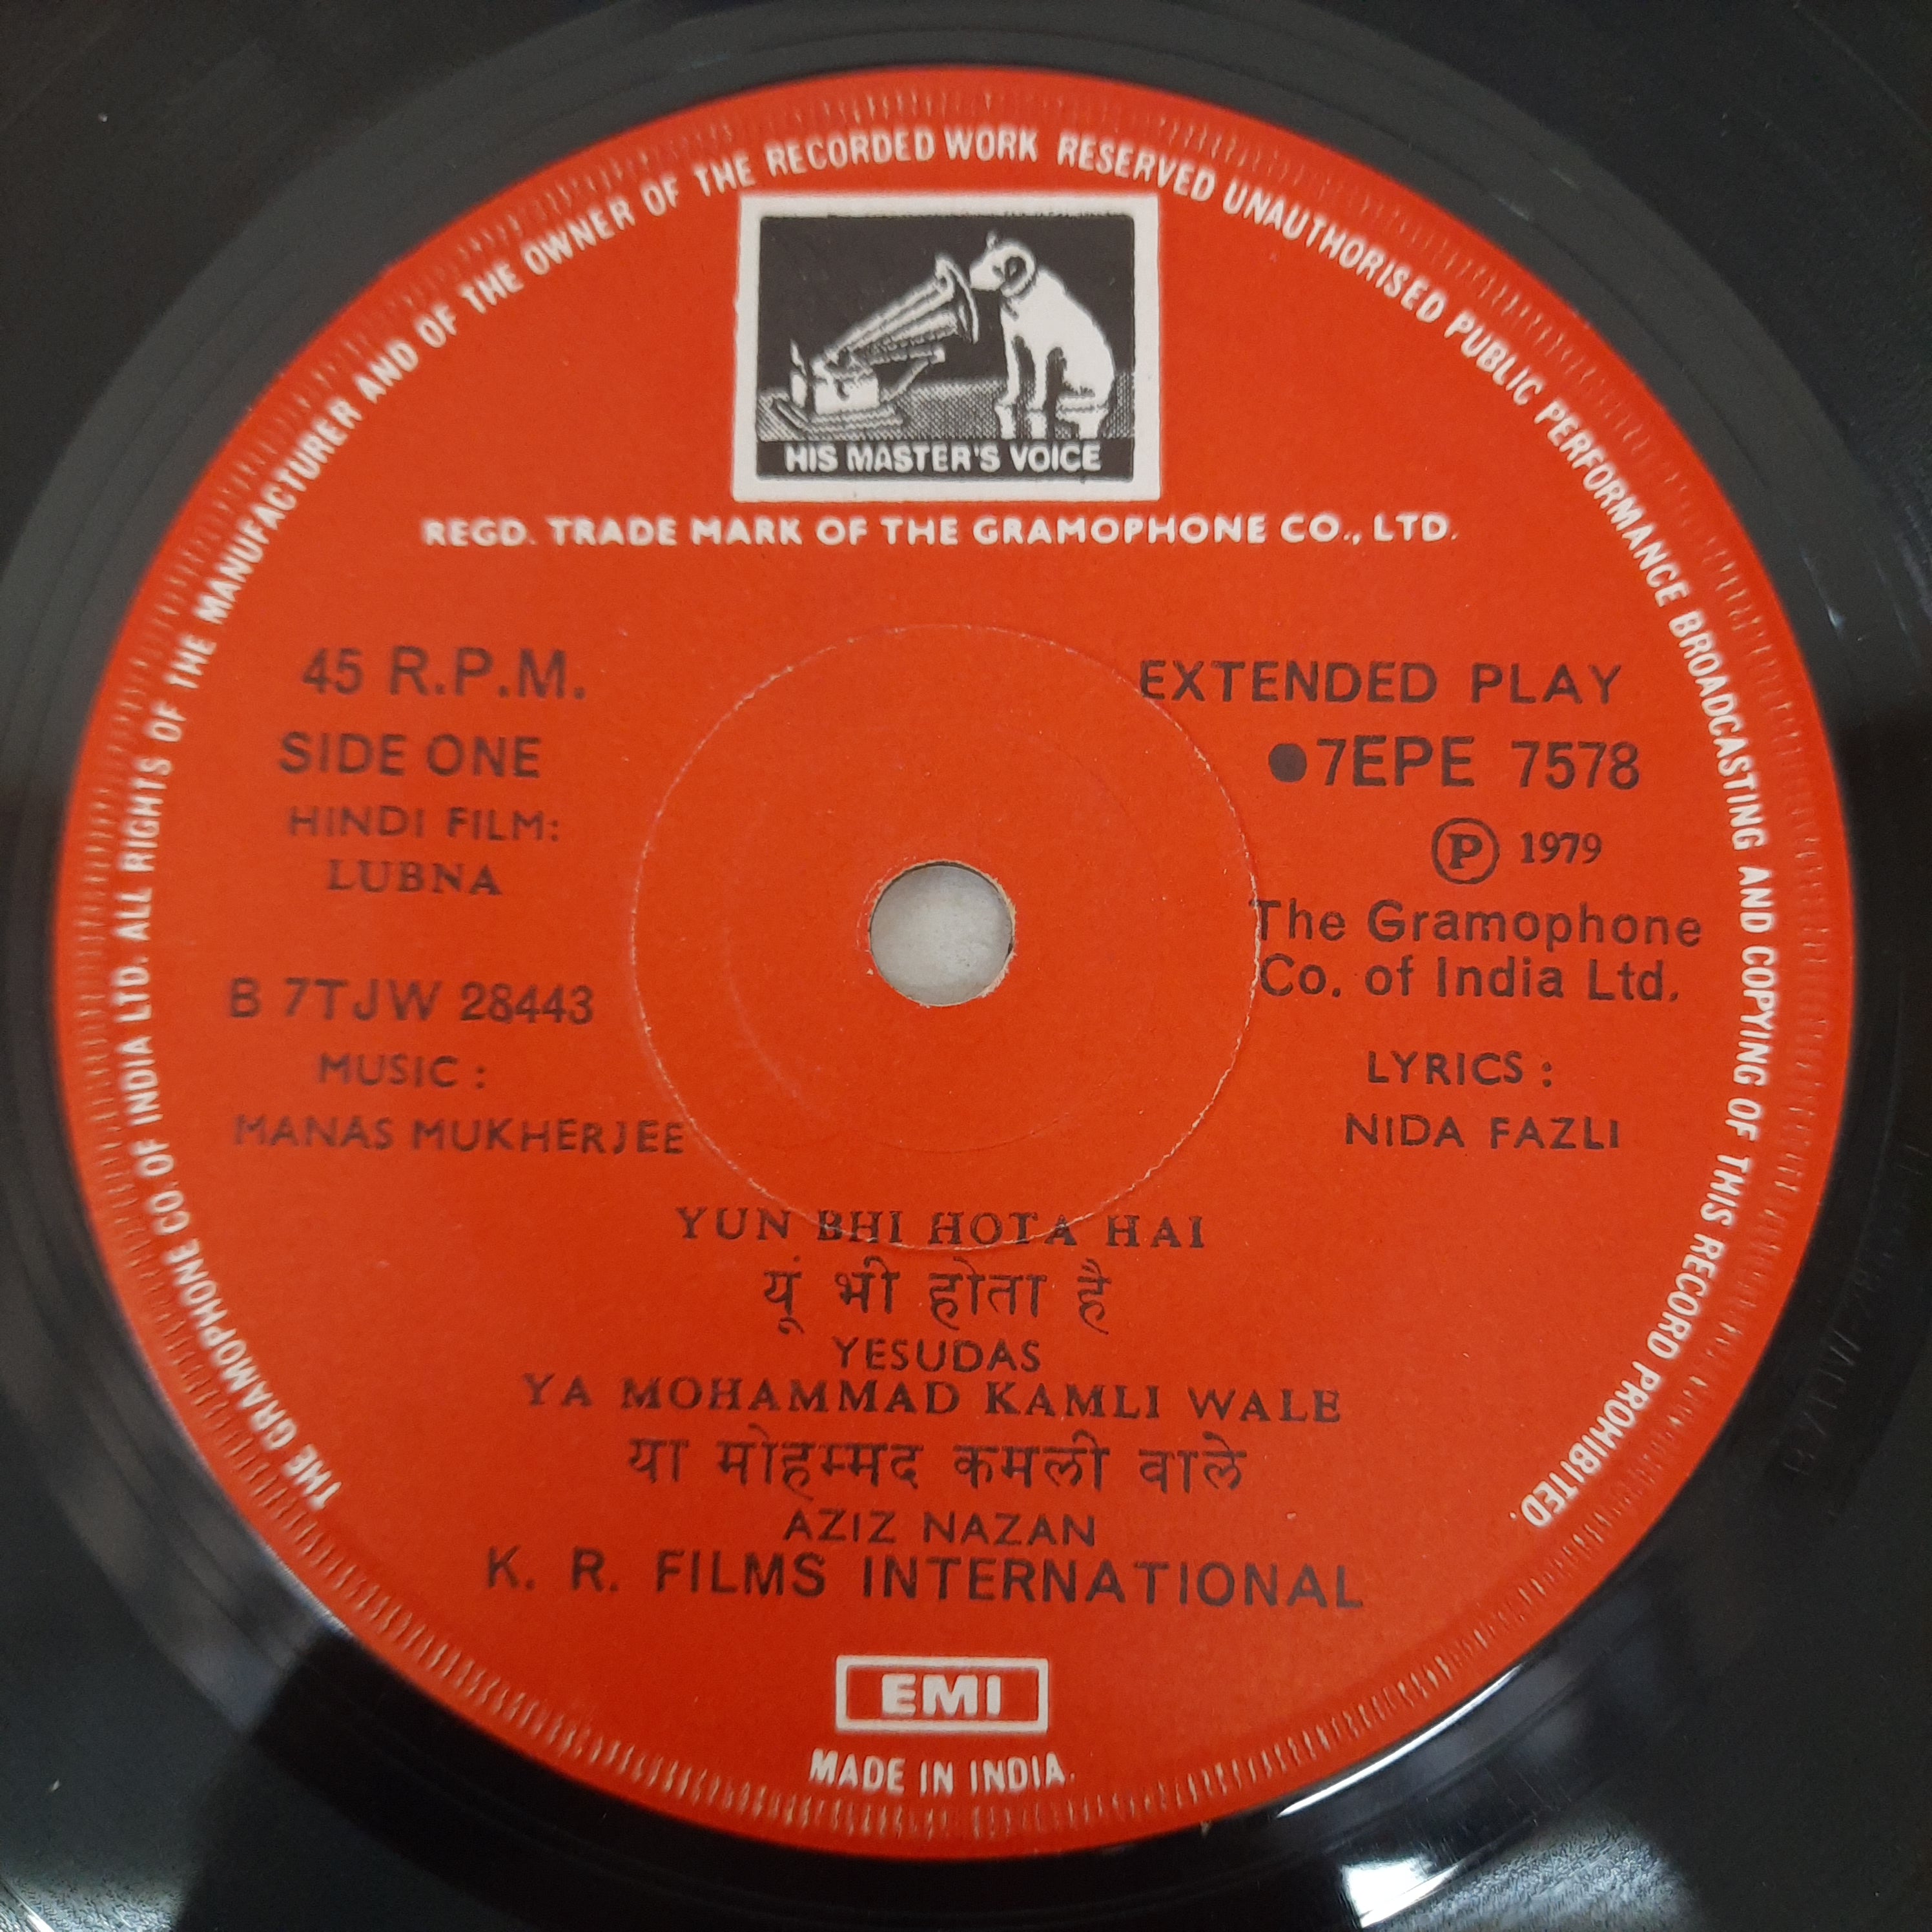 THE GRAMOPHONE CO. OF INDIA LTD. ALL RIGHTS OF THE MANUFACTURER AND OF THE OWNER OF THE RECORDED WORK RESERVED UNAUTHORISED PUBLIC PERFORMANCE BROADCASTING AND COPYING OF THIS RECORD PROHIBITED.
HIS MASTER'S VOICE
REGD. TRADE MARK OF THE GRAMOPHONE CO., LTD.
45 R.P.M.
SIDE ONE
HINDI FILM:
LUBNA
B 7TJW 28443
MUSIC :
MANAS MUKHERJEE
EXTENDED PLAY
●7EPE 7578
Ⓟ 1979
The Gramophone
Co. of India Ltd.
LYRICS :
NIDA FAZLI
YUN BHI HOTA HAI
यूं भी होता है
YESUDAS
YA MOHAMMAD KAMLI WALE
या मोहम्मद कमली वाले
AZIZ NAZAN
K. R. FILMS INTERNATIONAL
EMI
MADE IN INDIA.